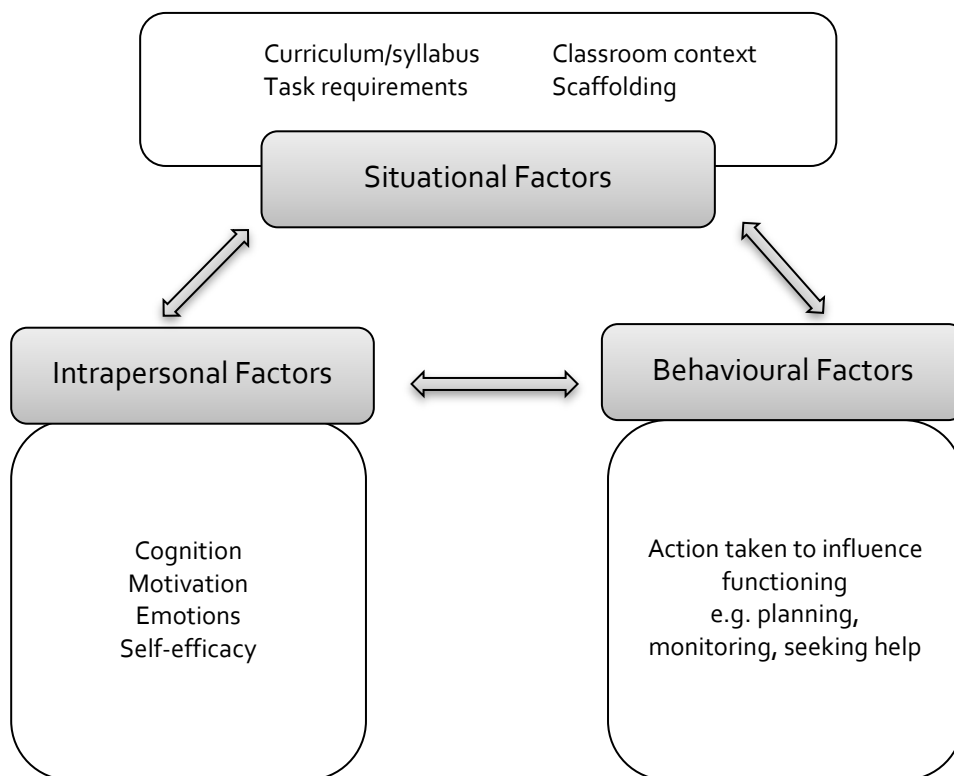 Curriculum/syllabus
Task requirements
Classroom context
Scaffolding
Situational Factors
Intrapersonal Factors
Cognition
Motivation
Emotions
Self-efficacy
Behavioural Factors
Action taken to influence
functioning
e.g. planning,
monitoring, seeking help